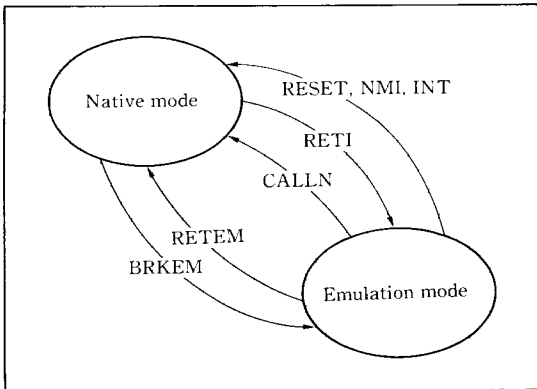 Native mode
RESET, NMI, INT
RETI
CALLN
RETEM
BRKEM
Emulation mode